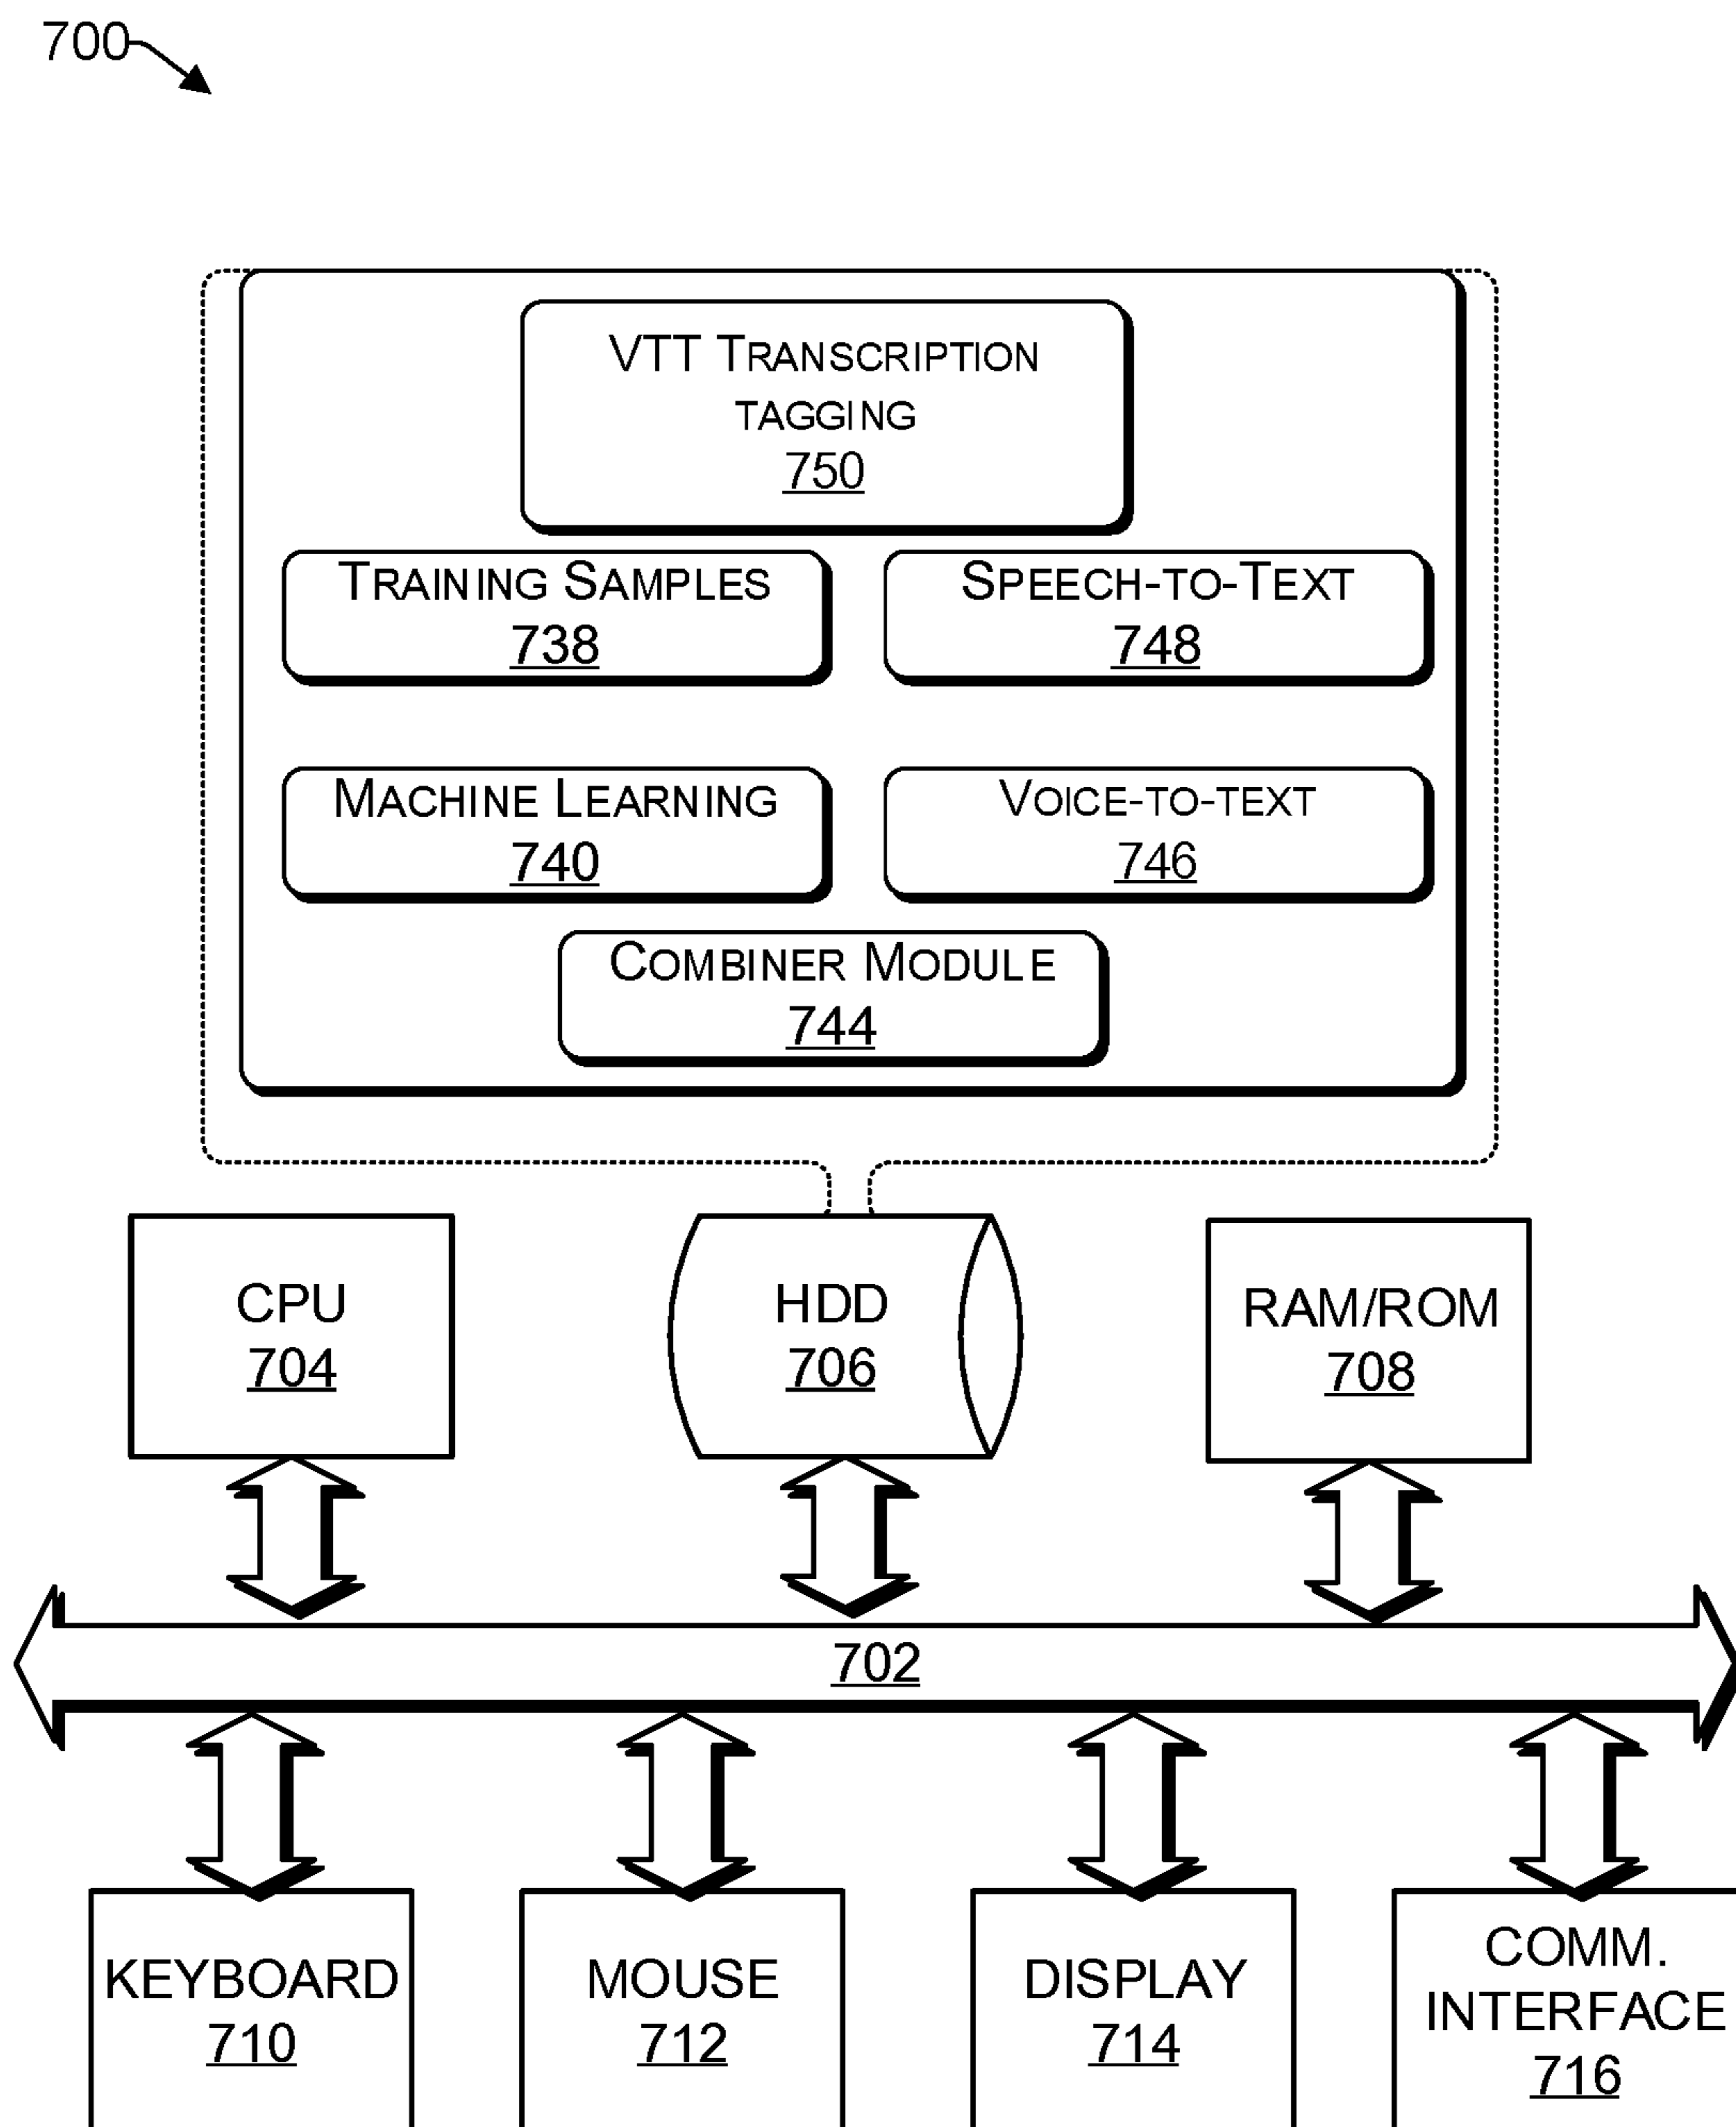 700
VTT TRANSCRIPTION
TAGGING
750
TRAINING SAMPLES
738
SPEECH-TO-TEXT
748
MACHINE LEARNING
740
VOICE-TO-TEXT
746
COMBINER MODULE
744
CPU
704
HDD
706
RAM/ROM
708
702
KEYBOARD
710
MOUSE
712
DISPLAY
714
COMM.
INTERFACE
716